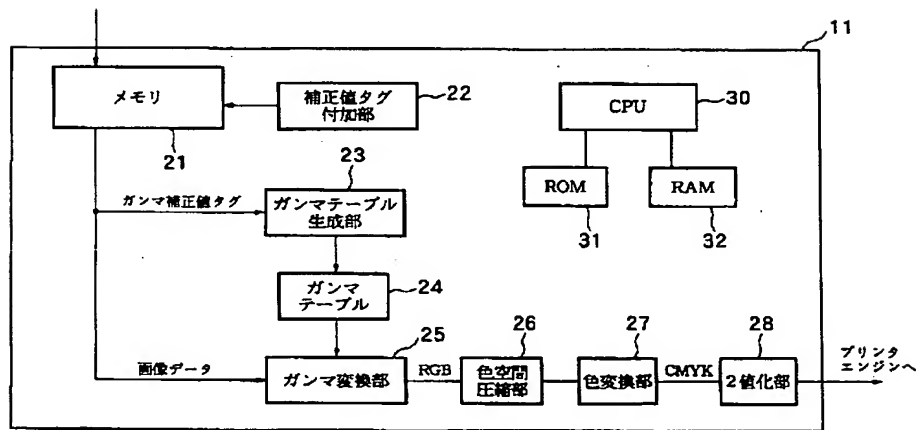 11
メモリ
21
補正値タグ
付加部
22
CPU
30
ROM
31
RAM
32
ガンマ補正値タグ
23
ガンマテーブル
生成部
ガンマ
テーブル
24
画像データ
25
ガンマ変換部
RGB
26
色空間
圧縮部
27
色変換部
CMYK
28
2値化部
プリンタ
エンジンへ